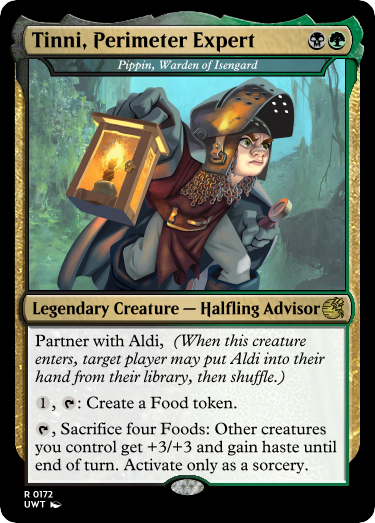 Tinni, Perimeter Expert
Pippin, Warden of Isengard
Legendary Creature — Halfling Advisor
Partner with Aldi, (When this creature
enters, target player may put Aldi into their
hand from their library, then shuffle.)
1, : Create a Food token.
, Sacrifice four Foods: Other creatures
you control get +3/+3 and gain haste until
end of turn. Activate only as a sorcery.
R 0172
UWT